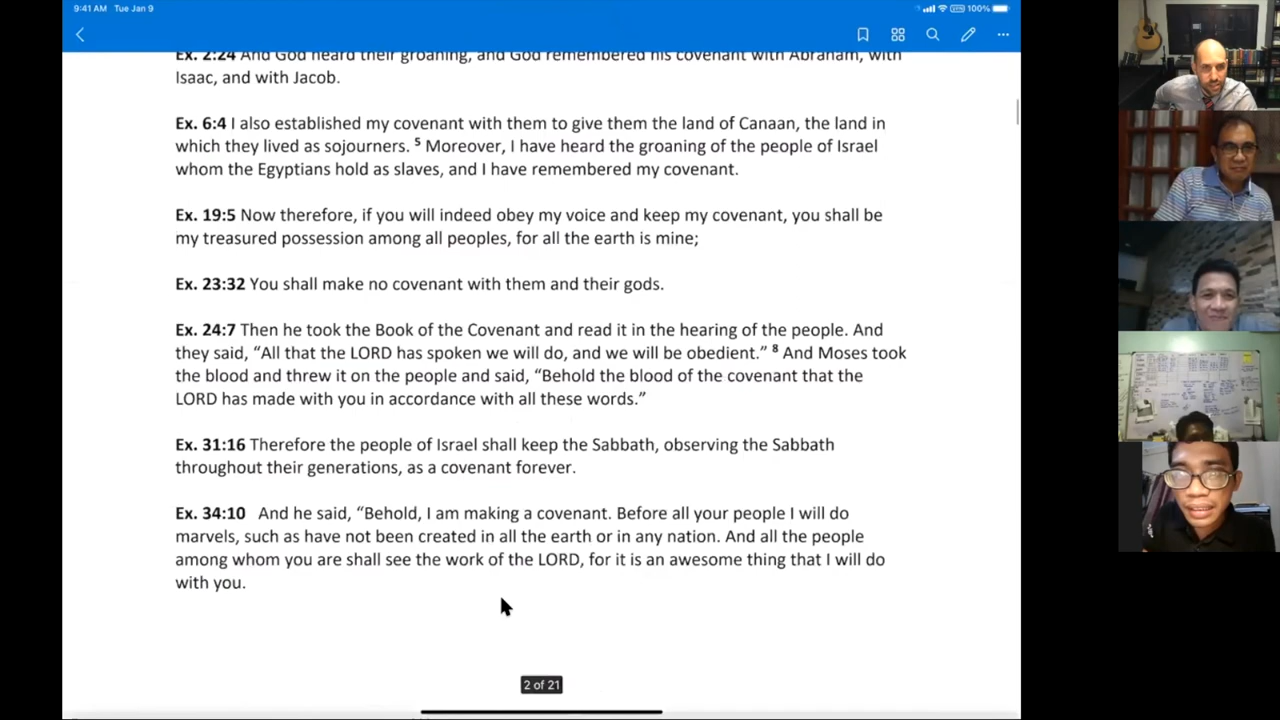 9:41 AM Tue Jan 9
100%
Ex. 2:24 And God heard their groaning, and God remembered his covenant with Abraham, with
Isaac, and with Jacob.
Ex. 6:4 I also established my covenant with them to give them the land of Canaan, the land in
which they lived as sojourners. ⁵ Moreover, I have heard the groaning of the people of Israel
whom the Egyptians hold as slaves, and I have remembered my covenant.
Ex. 19:5 Now therefore, if you will indeed obey my voice and keep my covenant, you shall be
my treasured possession among all peoples, for all the earth is mine;
Ex. 23:32 You shall make no covenant with them and their gods.
Ex. 24:7 Then he took the Book of the Covenant and read it in the hearing of the people. And
they said, “All that the LORD has spoken we will do, and we will be obedient.” ⁸ And Moses took
the blood and threw it on the people and said, “Behold the blood of the covenant that the
LORD has made with you in accordance with all these words.”
Ex. 31:16 Therefore the people of Israel shall keep the Sabbath, observing the Sabbath
throughout their generations, as a covenant forever.
Ex. 34:10 And he said, “Behold, I am making a covenant. Before all your people I will do
marvels, such as have not been created in all the earth or in any nation. And all the people
among whom you are shall see the work of the LORD, for it is an awesome thing that I will do
with you.
2 of 21